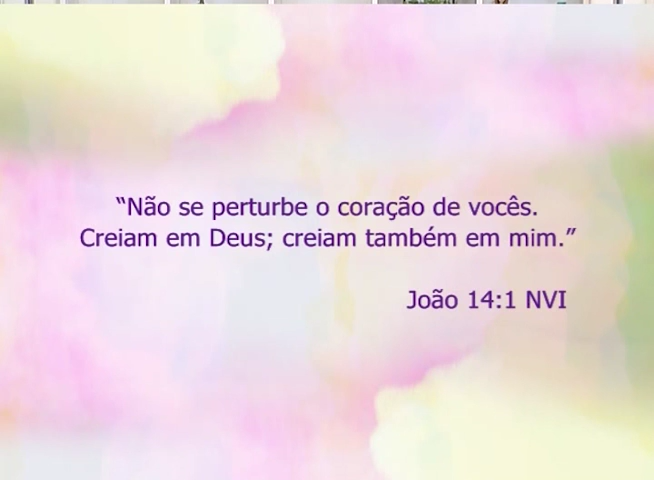 “Não se perturbe o coração de vocês.
Creiam em Deus; creiam também em mim.”
João 14:1 NVI